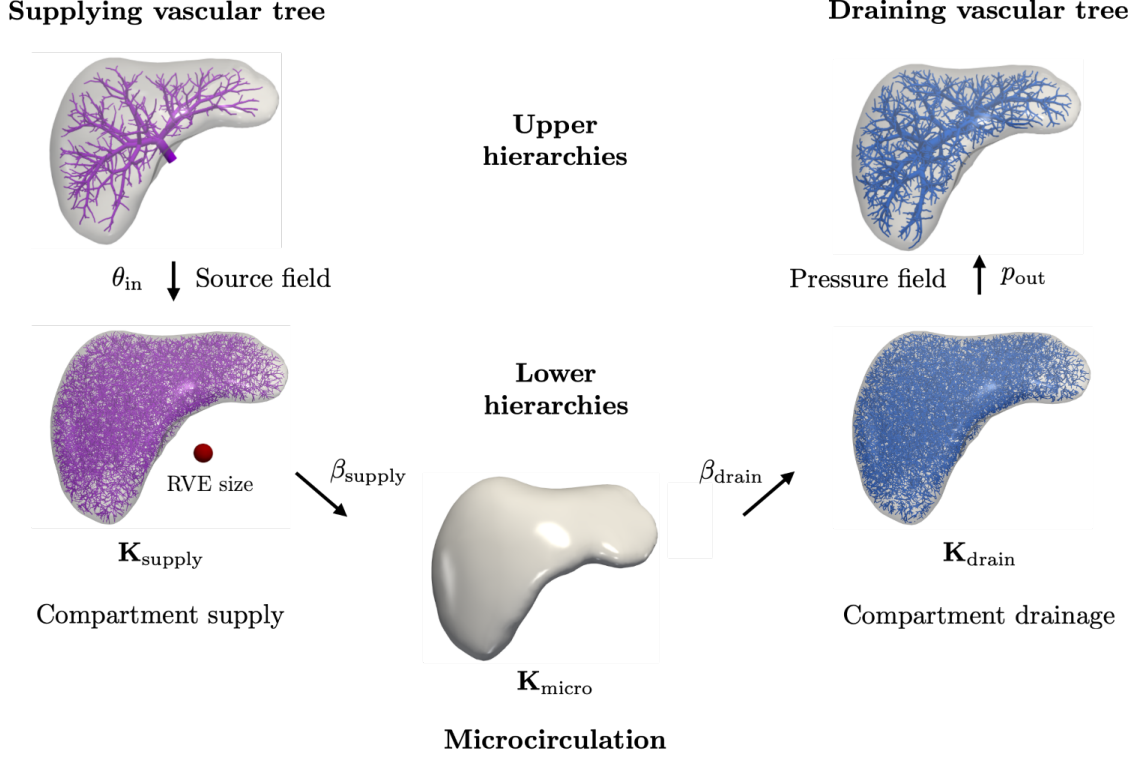 Supplying vascular tree
Draining vascular tree
Upper
hierarchies
θin
Source field
Pressure field
pout
Lower
hierarchies
RVE size
βsupply
βdrain
Ksupply
Kdrain
Compartment supply
Compartment drainage
Kmicro
Microcirculation